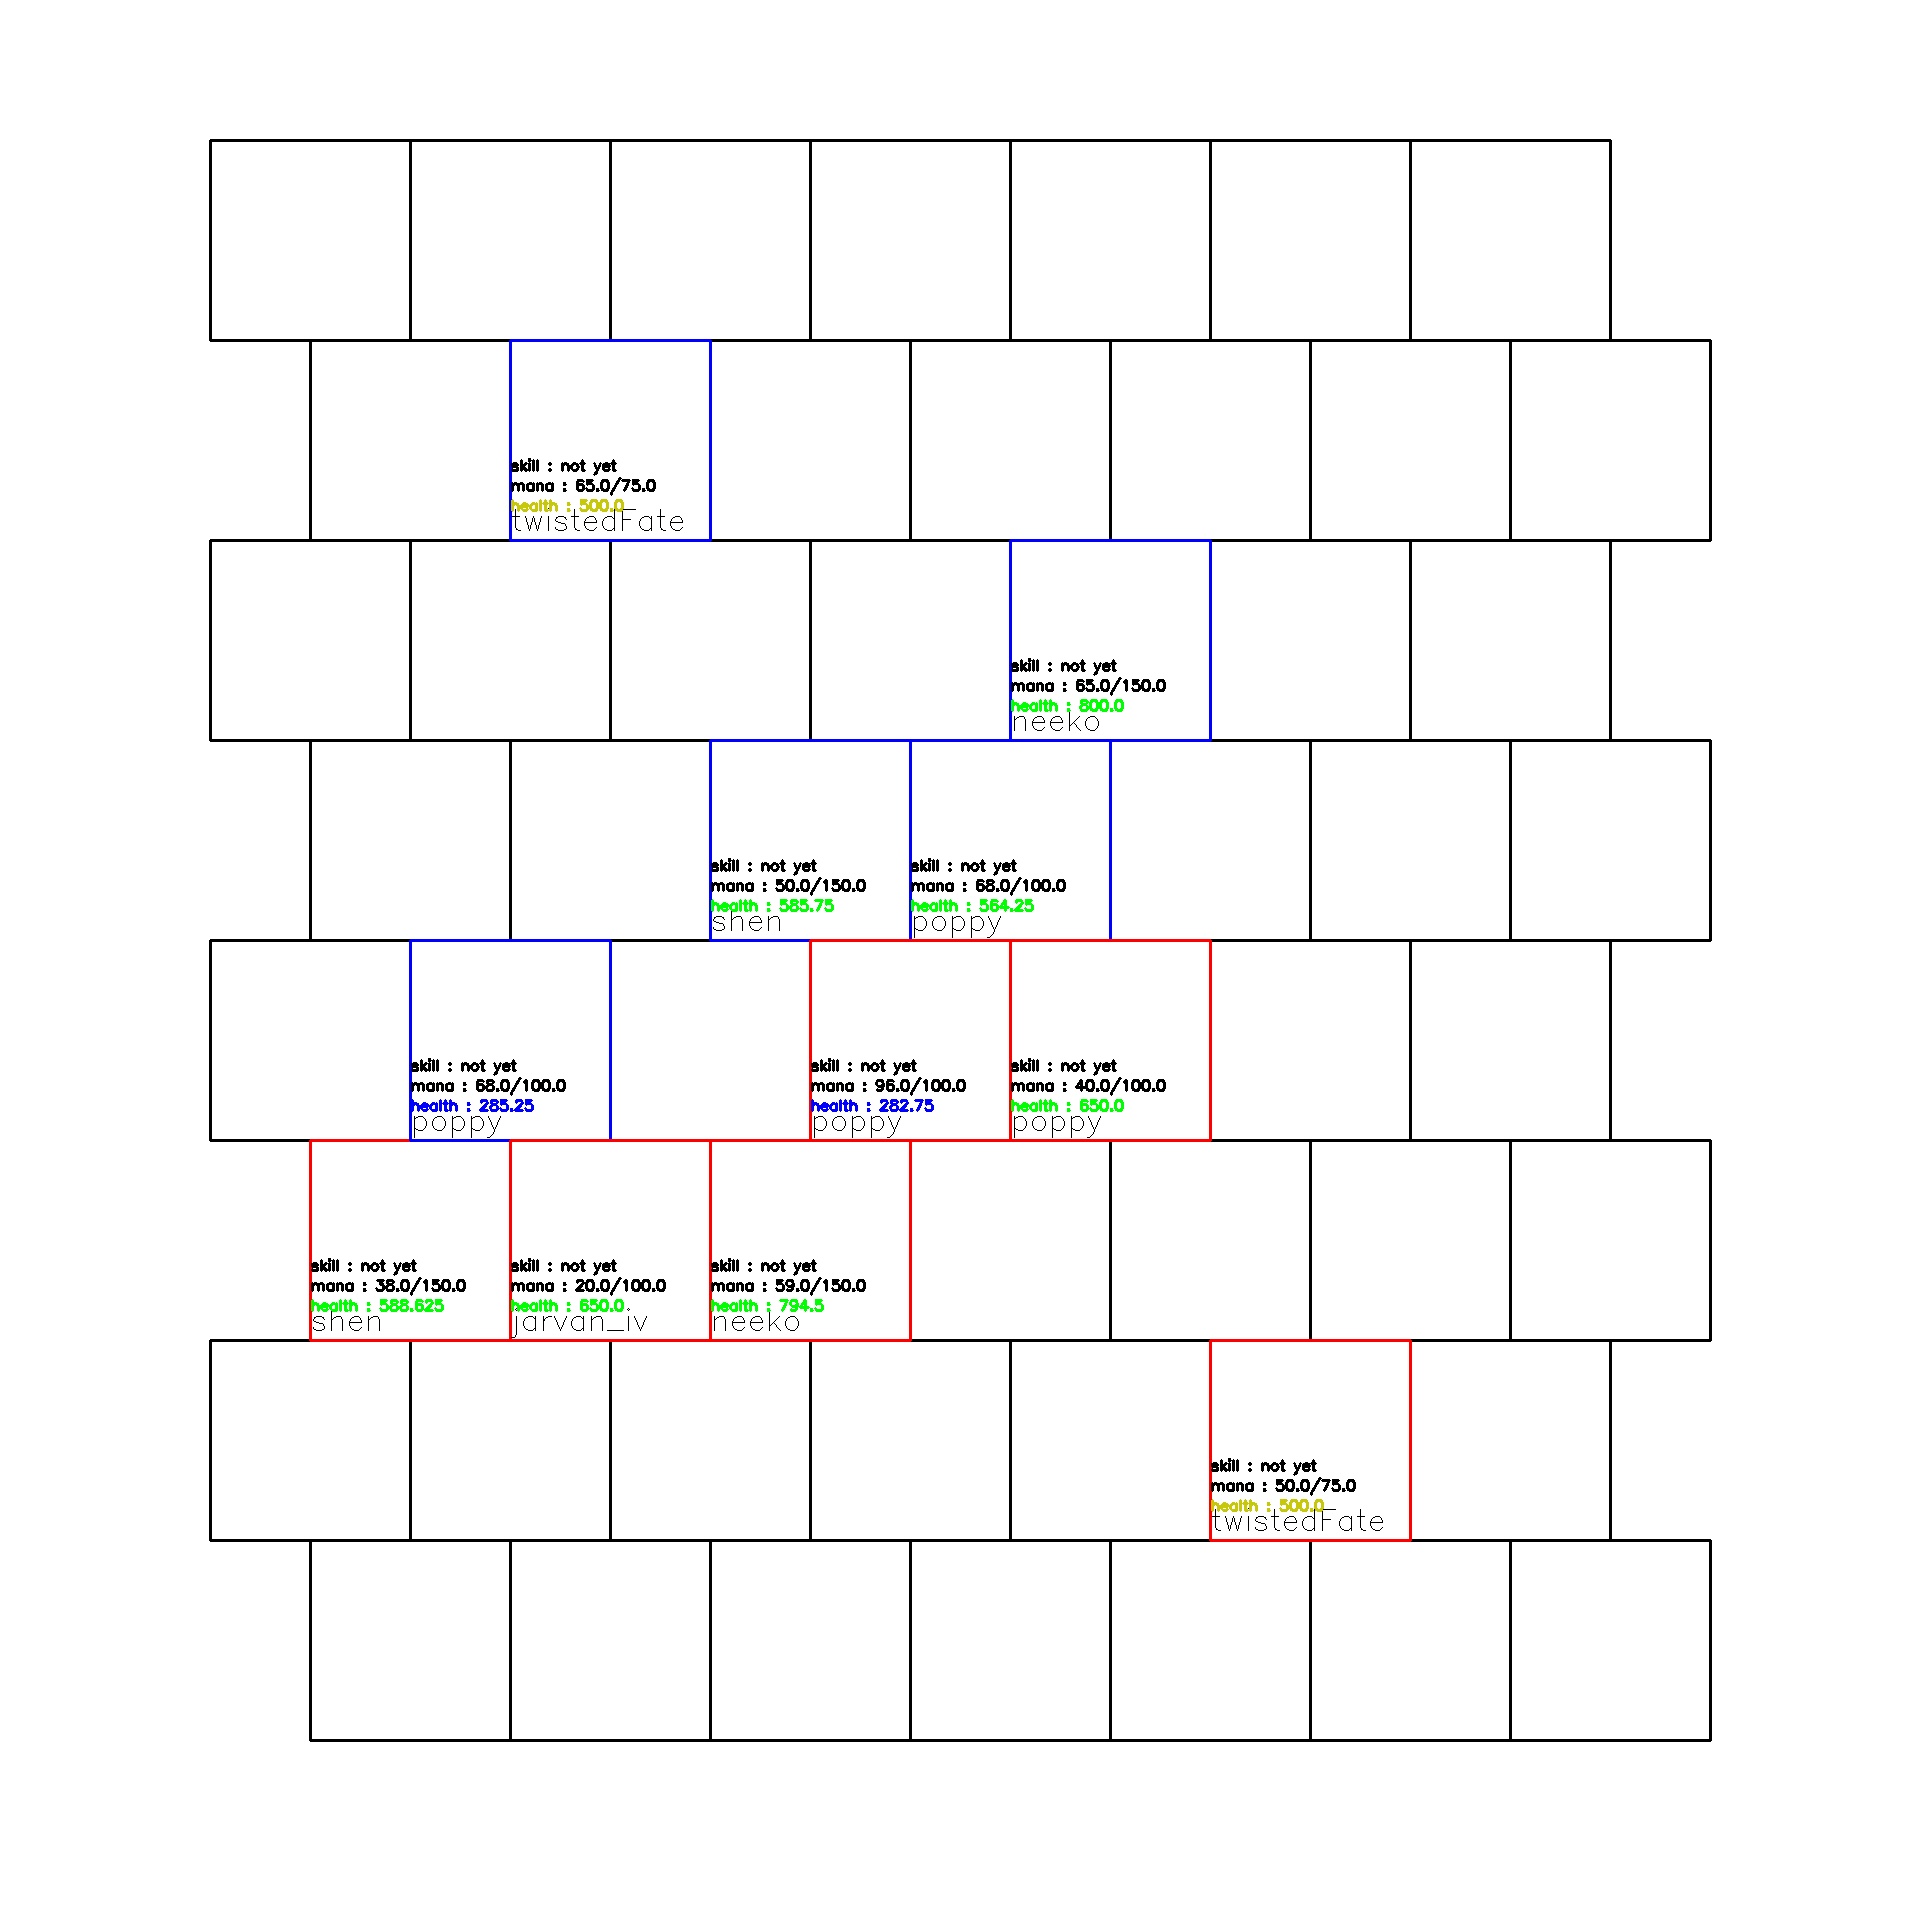 skill : not yet
mana : 65.0/75.0
health : 500.0
twistedFate
skill : not yet
mana : 65.0/150.0
health : 800.0
neeko
skill : not yet
mana : 50.0/150.0
health : 585.75
shen
skill : not yet
mana : 68.0/100.0
health : 564.25
poppy
skill : not yet
mana : 68.0/100.0
health : 285.25
poppy
skill : not yet
mana : 96.0/100.0
health : 282.75
poppy
skill : not yet
mana : 40.0/100.0
health : 650.0
poppy
skill : not yet
mana : 38.0/150.0
health : 588.625
shen
skill : not yet
mana : 20.0/100.0
health : 650.0
jarvan_iv
skill : not yet
mana : 59.0/150.0
health : 794.5
neeko
skill : not yet
mana : 50.0/75.0
health : 500.0
twistedFate